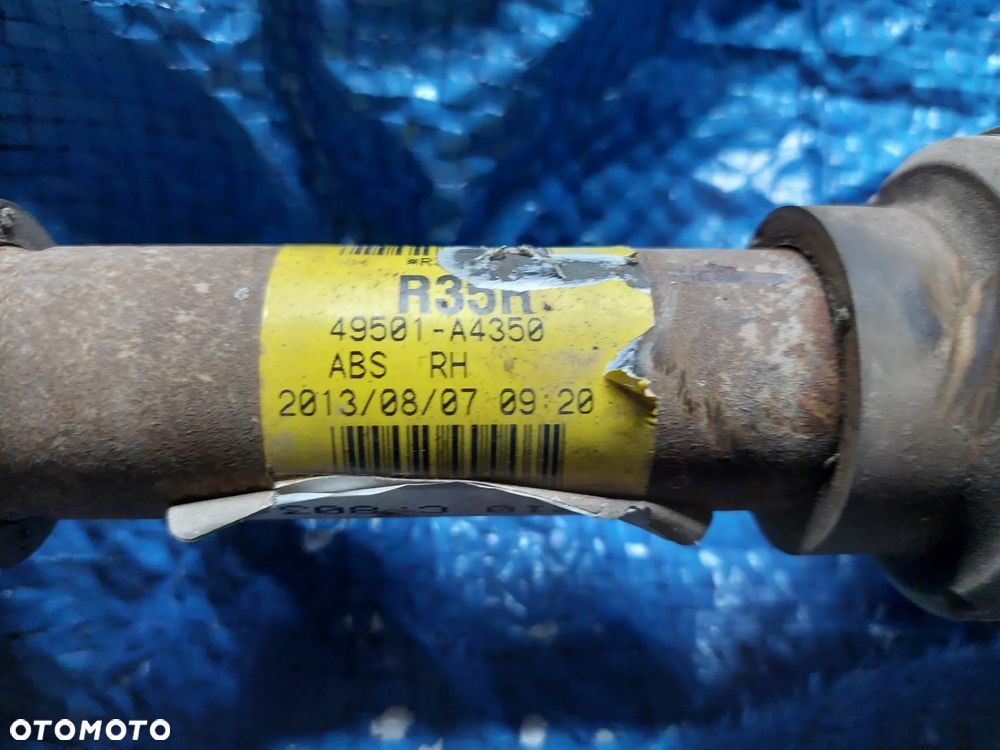 R35R
49501-A4350
ABS RH
2013/08/07 09:20
OTOMOTO